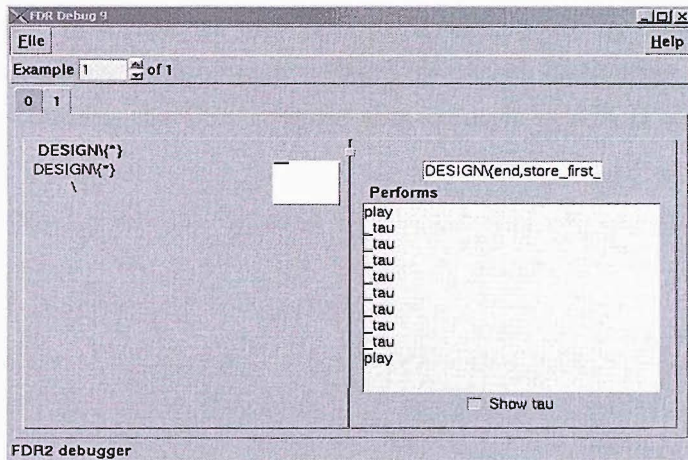 FDR Debug 9
File Help
Example 1 of 1
0 1
DESIGN\{*}
DESIGN\{*}
\
DESIGN\{end,store_first_
Performs
play
_tau
_tau
_tau
_tau
_tau
_tau
_tau
_tau
play
Show tau
FDR2 debugger